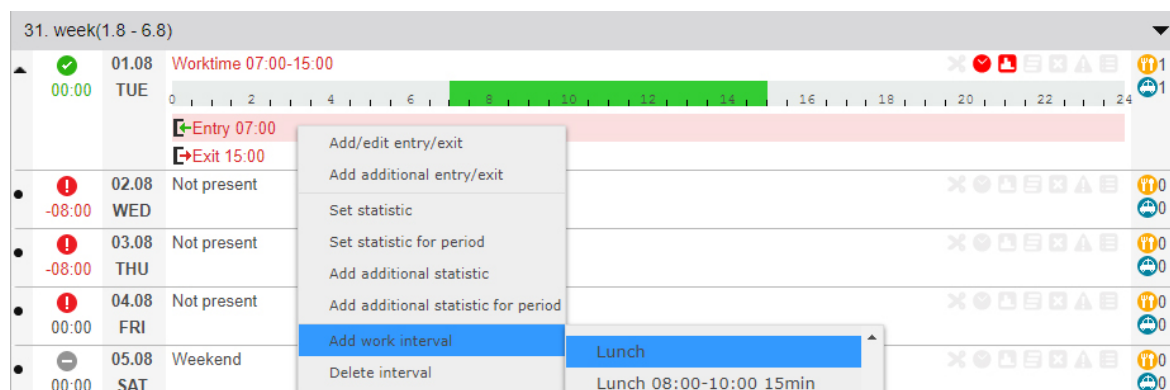 31. week(1.8 - 6.8)
01.08 Worktime 07:00-15:00 1
00:00 TUE 1
0 2 4 6 8 10 12 14 16 18 20 22 24
Entry 07:00
Exit 15:00
Add/edit entry/exit
Add additional entry/exit
02.08 Not present 0
-08:00 WED 0
Set statistic
03.08 Not present 0
-08:00 THU 0
Set statistic for period
Add additional statistic
04.08 Not present 0
00:00 FRI 0
Add additional statistic for period
Add work interval
05.08 Weekend 0
00:00 SAT 0
Delete interval
Lunch
Lunch 08:00-10:00 15min